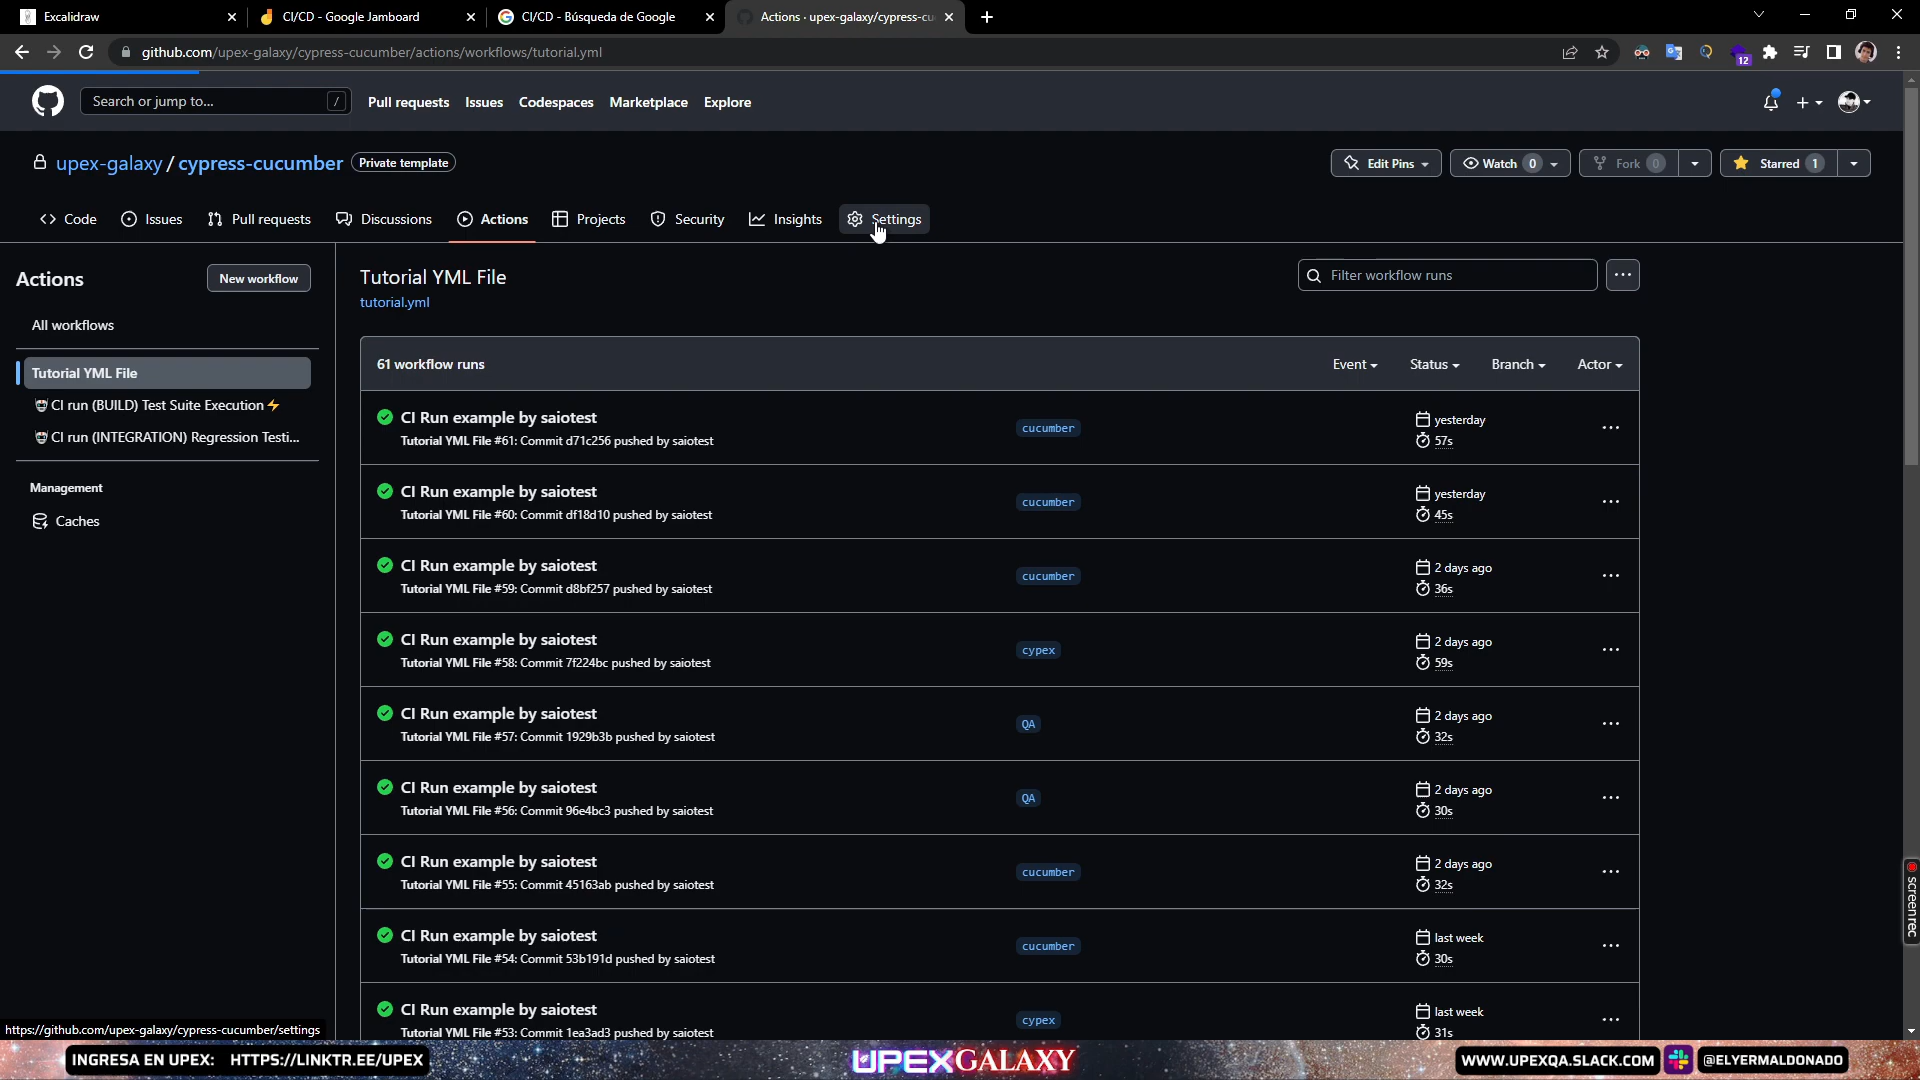 Excalidraw
CI/CD - Google Jamboard
CI/CD - Búsqueda de Google
Actions · upex-galaxy/cypress-cu
github.com/upex-galaxy/cypress-cucumber/actions/workflows/tutorial.yml
12
Search or jump to...
/
Pull requests
Issues
Codespaces
Marketplace
Explore
upex-galaxy / cypress-cucumber
Private template
Edit Pins
Watch 0
Fork 0
Starred 1
Code
Issues
Pull requests
Discussions
Actions
Projects
Security
Insights
Settings
Actions
New workflow
All workflows
Tutorial YML File
CI run (BUILD) Test Suite Execution
CI run (INTEGRATION) Regression Testi...
Management
Caches
Tutorial YML File
tutorial.yml
Filter workflow runs
61 workflow runs
Event
Status
Branch
Actor
CI Run example by saiotest
Tutorial YML File #61: Commit d71c256 pushed by saiotest
cucumber
yesterday
57s
CI Run example by saiotest
Tutorial YML File #60: Commit df18d10 pushed by saiotest
cucumber
yesterday
45s
CI Run example by saiotest
Tutorial YML File #59: Commit d8bf257 pushed by saiotest
cucumber
2 days ago
36s
CI Run example by saiotest
Tutorial YML File #58: Commit 7f224bc pushed by saiotest
cypex
2 days ago
59s
CI Run example by saiotest
Tutorial YML File #57: Commit 1929b3b pushed by saiotest
QA
2 days ago
32s
CI Run example by saiotest
Tutorial YML File #56: Commit 96e4bc3 pushed by saiotest
QA
2 days ago
30s
CI Run example by saiotest
Tutorial YML File #55: Commit 45163ab pushed by saiotest
cucumber
2 days ago
32s
CI Run example by saiotest
Tutorial YML File #54: Commit 53b191d pushed by saiotest
cucumber
last week
30s
CI Run example by saiotest
Tutorial YML File #53: Commit 1ea3ad3 pushed by saiotest
cypex
last week
31s
screenrec
https://github.com/upex-galaxy/cypress-cucumber/settings
INGRESA EN UPEX: HTTPS://LINKTR.EE/UPEX
UPEXGALAXY
WWW.UPEXQA.SLACK.COM
@ELYERMALDONADO